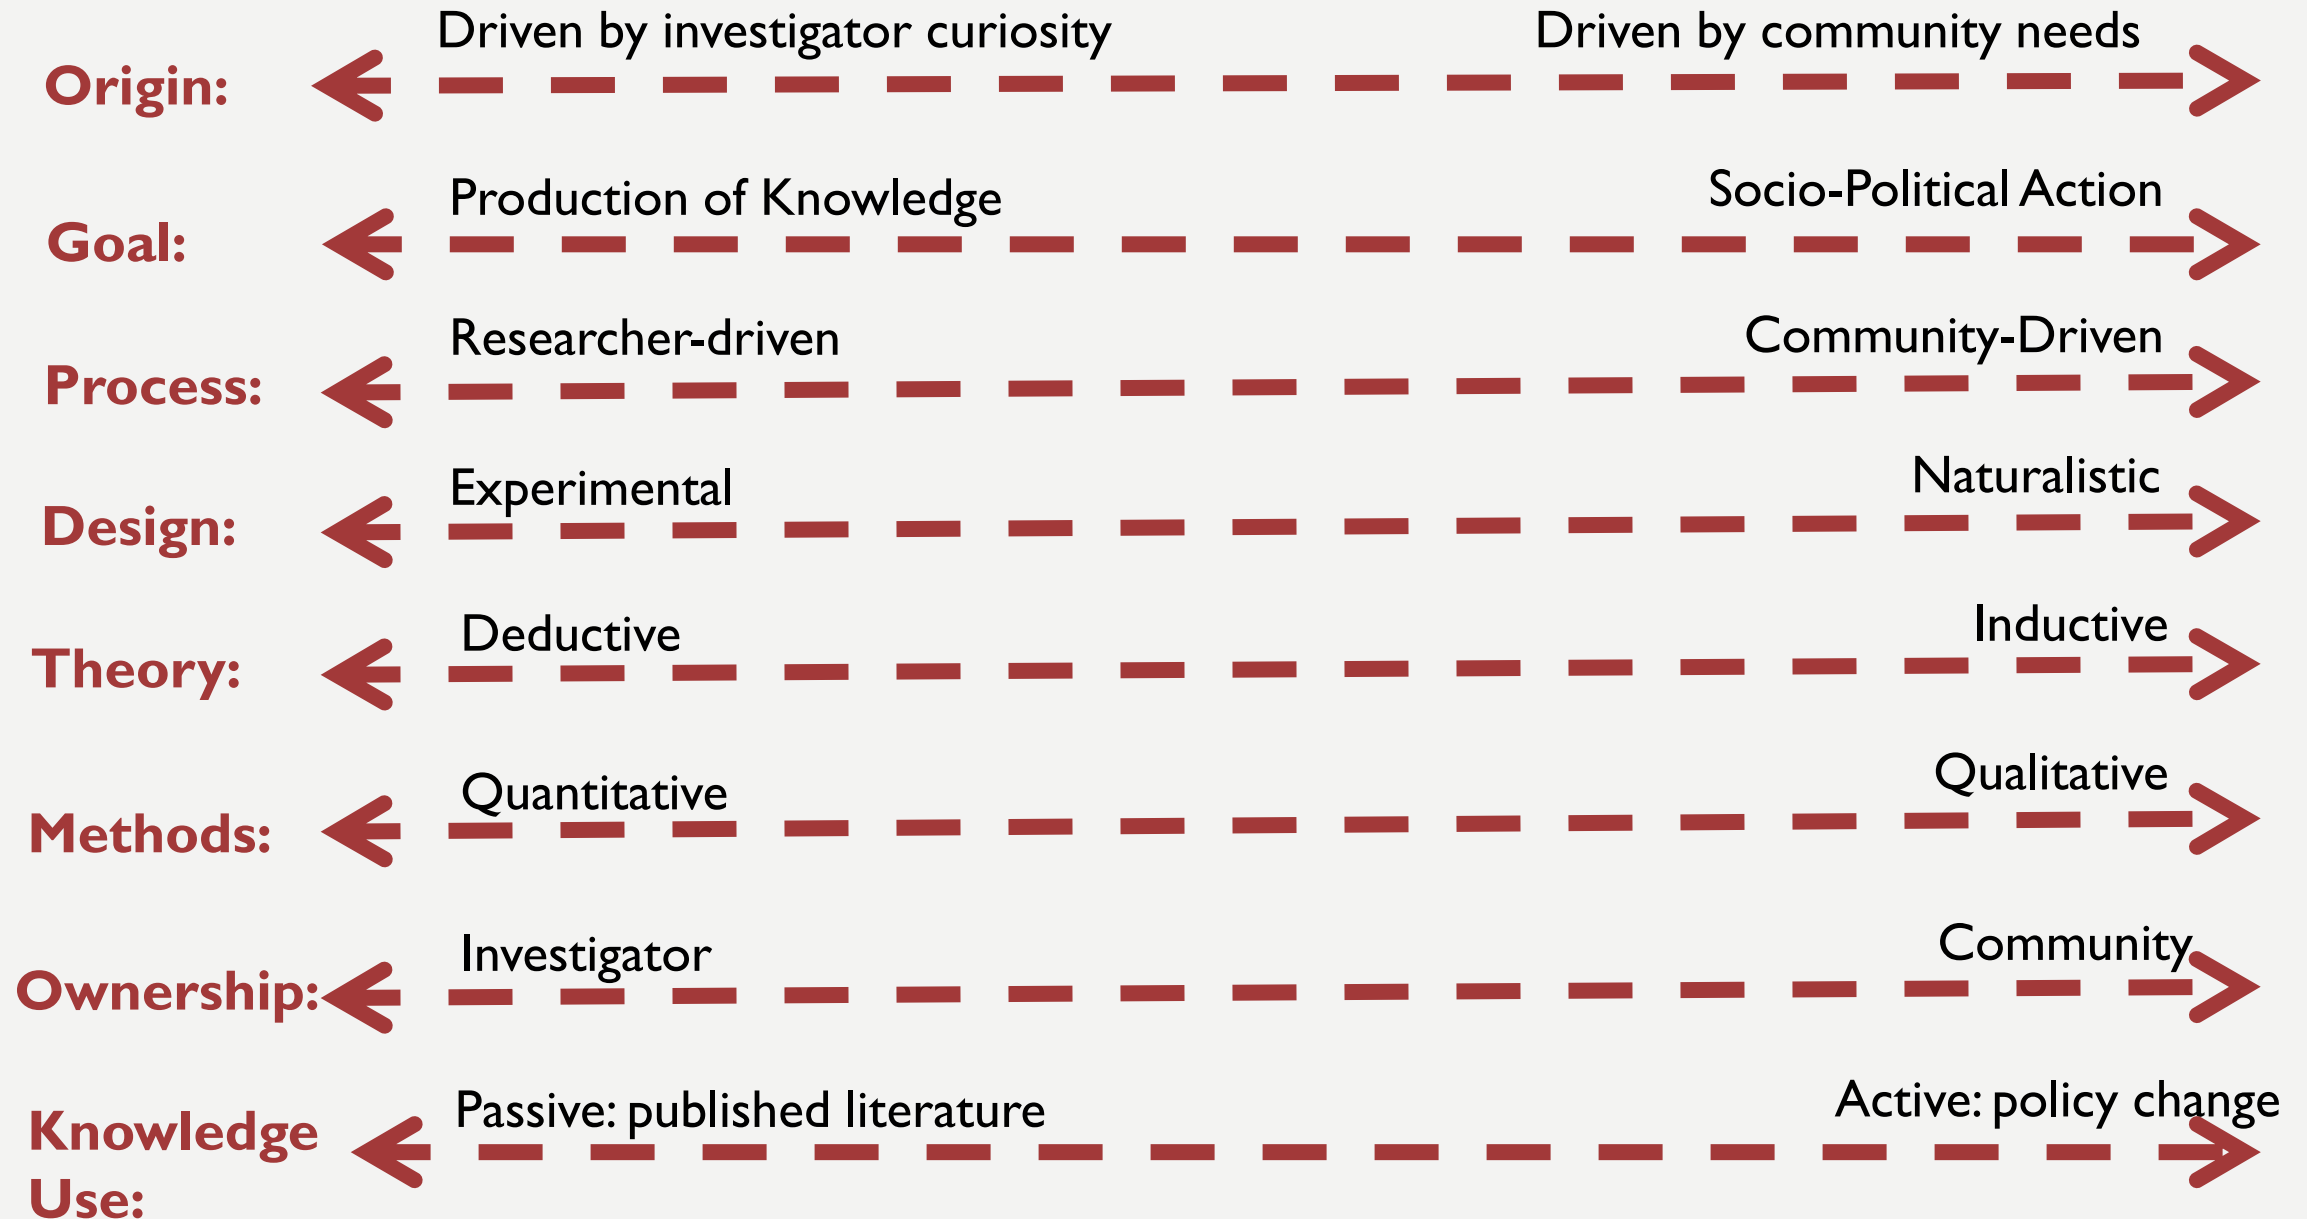 Driven by investigator curiosity
Driven by community needs
Origin:
Production of Knowledge
Socio-Political Action
Goal:
Researcher-driven
Community-Driven
Process:
Experimental
Naturalistic
Design:
Deductive
Inductive
Theory:
Quantitative
Qualitative
Methods:
Investigator
Community
Ownership:
Passive: published literature
Active: policy change
Knowledge
Use: